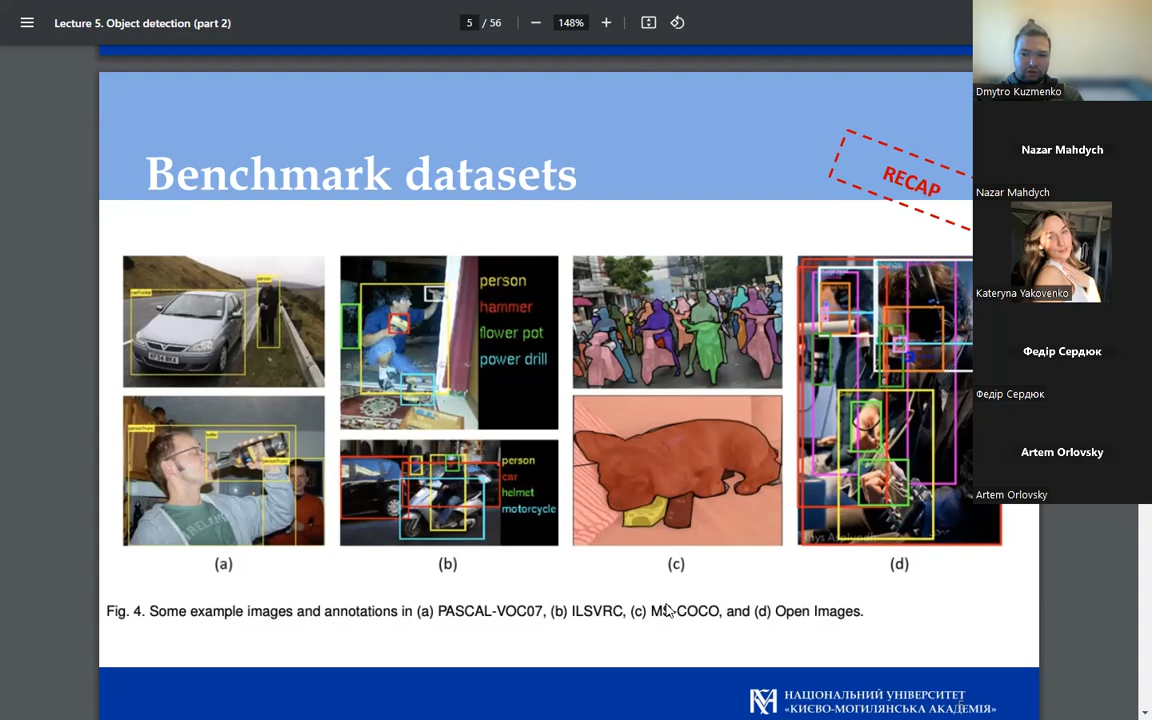 Lecture 5. Object detection (part 2)
5 / 56
148%
Benchmark datasets
RECAP
person
hammer
flower pot
power drill
person
car
helmet
motorcycle
(a)
(b)
(c)
(d)
Fig. 4. Some example images and annotations in (a) PASCAL-VOC07, (b) ILSVRC, (c) MS-COCO, and (d) Open Images.
НАЦІОНАЛЬНИЙ УНІВЕРСИТЕТ
«КИЄВО-МОГИЛЯНСЬКА АКАДЕМІЯ»
Dmytro Kuzmenko
Nazar Mahdych
Nazar Mahdych
Kateryna Yakovenko
Федір Сердюк
Федір Сердюк
Artem Orlovsky
Artem Orlovsky